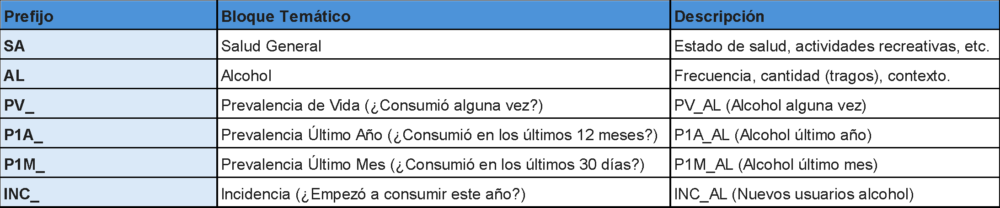 Prefijo Bloque Temático Descripción
SA Salud General Estado de salud, actividades recreativas, etc.
AL Alcohol Frecuencia, cantidad (tragos), contexto.
PV_ Prevalencia de Vida (¿Consumió alguna vez?) PV_AL (Alcohol alguna vez)
P1A_ Prevalencia Último Año (¿Consumió en los últimos 12 meses?) P1A_AL (Alcohol último año)
P1M_ Prevalencia Último Mes (¿Consumió en los últimos 30 días?) P1M_AL (Alcohol último mes)
INC_ Incidencia (¿Empezó a consumir este año?) INC_AL (Nuevos usuarios alcohol)